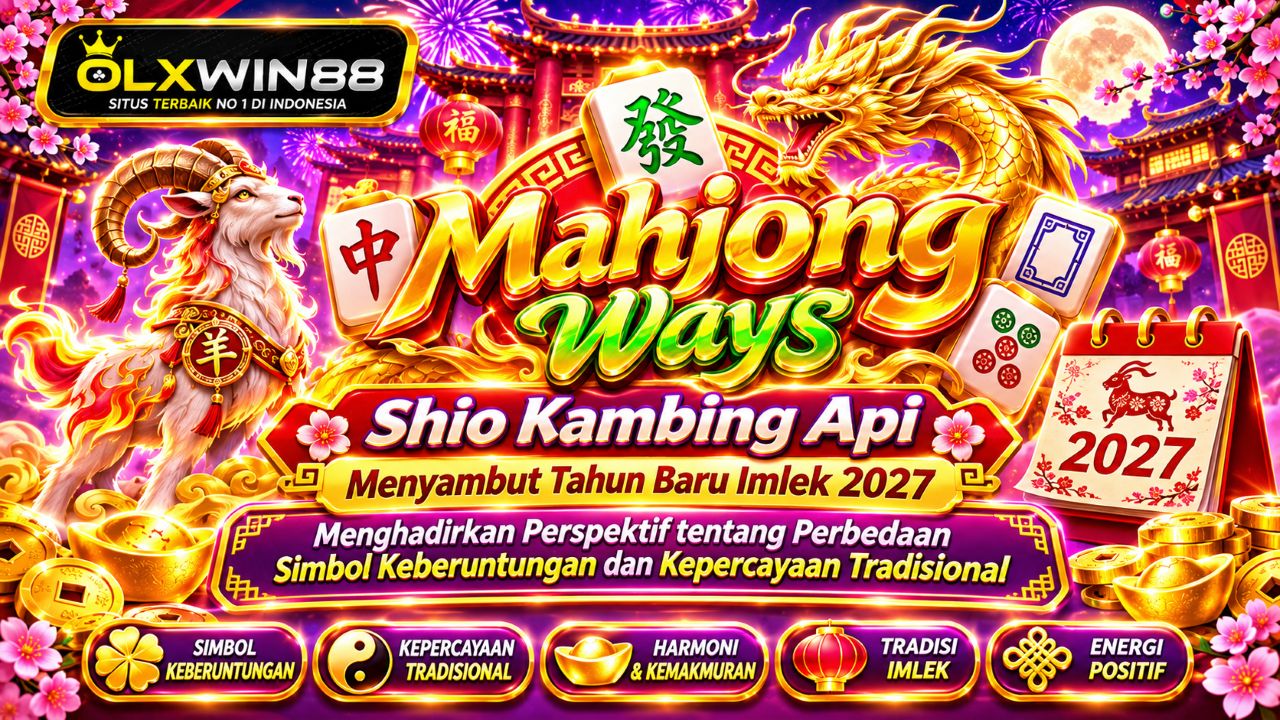 OLXWIN88
SITUS TERBAIK NO 1 DI INDONESIA
福
發
中
福
羊
Mahjong
Ways
2027
Shio Kambing Api
Menyambut Tahun Baru Imlek 2027
Menghadirkan Perspektif tentang Perbedaan
Simbol Keberuntungan dan Kepercayaan Tradisional
SIMBOL
KEBERUNTUNGAN
KEPERCAYAAN
TRADISIONAL
HARMONI
& KEMAKMURAN
TRADISI
IMLEK
ENERGI
POSITIF